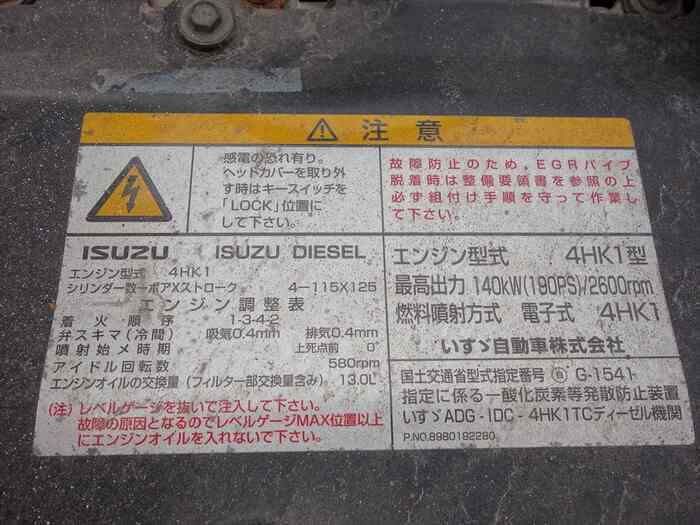 注意
感電の恐れ有り。
ヘッドカバーを取り外
す時はキースイッチを
「LOCK」位置に
して下さい。
故障防止のため，EGRパイプ
脱着時は整備要領書を参照の上
必ず組付け手順を守って作業し
て下さい。
ISUZU ISUZU DIESEL
エンジン型式 4HK1
シリンダー数ーボアXストローク 4-115X125
エンジン調整表
着火順序 1-3-4-2
弁スキマ(冷間) 吸気0.4mm 排気0.4mm
噴射始メ時期 上死点前 0°
アイドル回転数 580rpm
エンジンオイルの交換量(フィルター部交換量含み) 13.0L
(注)レベルゲージを抜いて注入して下さい。
故障の原因となるのでレベルゲージMAX位置以上
にエンジンオイルを入れないで下さい。
エンジン型式 4HK1型
最高出力 140kW(190PS)/2600rpm
燃料噴射方式 電子式 4HK1
いすゞ自動車株式会社
国土交通省型式指定番号 G-1541
指定に係る一酸化炭素等発散防止装置
いすゞADG-IDC-4HK1TCディーゼル機関
P.NO.8980192280